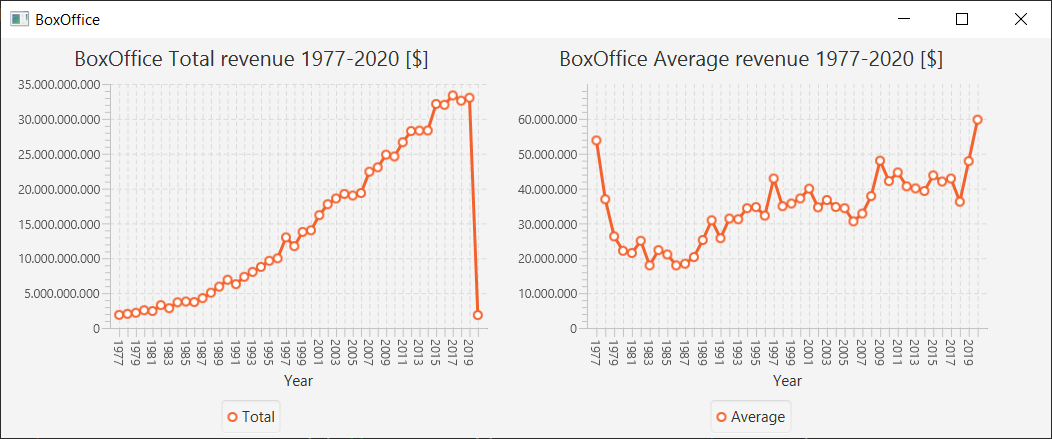 BoxOffice
BoxOffice Total revenue 1977-2020 [$]
35.000.000.000
30.000.000.000
25.000.000.000
20.000.000.000
15.000.000.000
10.000.000.000
5.000.000.000
0
1977 1979 1981 1983 1985 1987 1989 1991 1993 1995 1997 1999 2001 2003 2005 2007 2009 2011 2013 2015 2017 2019
Year
Total
BoxOffice Average revenue 1977-2020 [$]
60.000.000
50.000.000
40.000.000
30.000.000
20.000.000
10.000.000
0
1977 1979 1981 1983 1985 1987 1989 1991 1993 1995 1997 1999 2001 2003 2005 2007 2009 2011 2013 2015 2017 2019
Year
Average